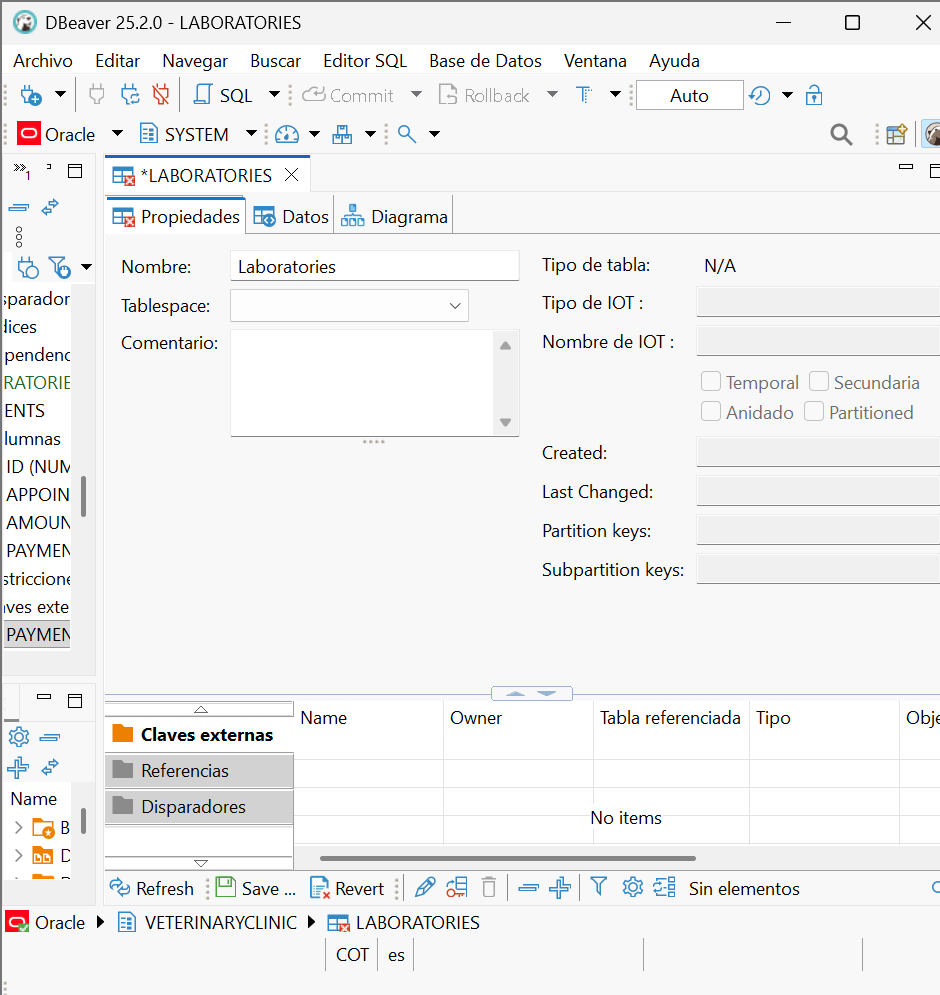 DBeaver 25.2.0 - LABORATORIES
Archivo Editar Navegar Buscar Editor SQL Base de Datos Ventana Ayuda
SQL Commit Rollback T Auto
Oracle SYSTEM
»1
*LABORATORIES
Propiedades Datos Diagrama
sparador
dices
pendenc
RATORIE
ENTS
lumnas
ID (NUM
APPOIN
AMOUN
PAYMEN
striccione
aves exte
PAYMEN
Nombre: Laboratories
Tablespace:
Comentario:
Tipo de tabla: N/A
Tipo de IOT :
Nombre de IOT :
Temporal Secundaria
Anidado Partitioned
Created:
Last Changed:
Partition keys:
Subpartition keys:
Name
B
D
Claves externas
Referencias
Disparadores
Name Owner Tabla referenciada Tipo Obje
No items
Refresh Save ... Revert Sin elementos
Oracle VETERINARYCLINIC LABORATORIES
COT es